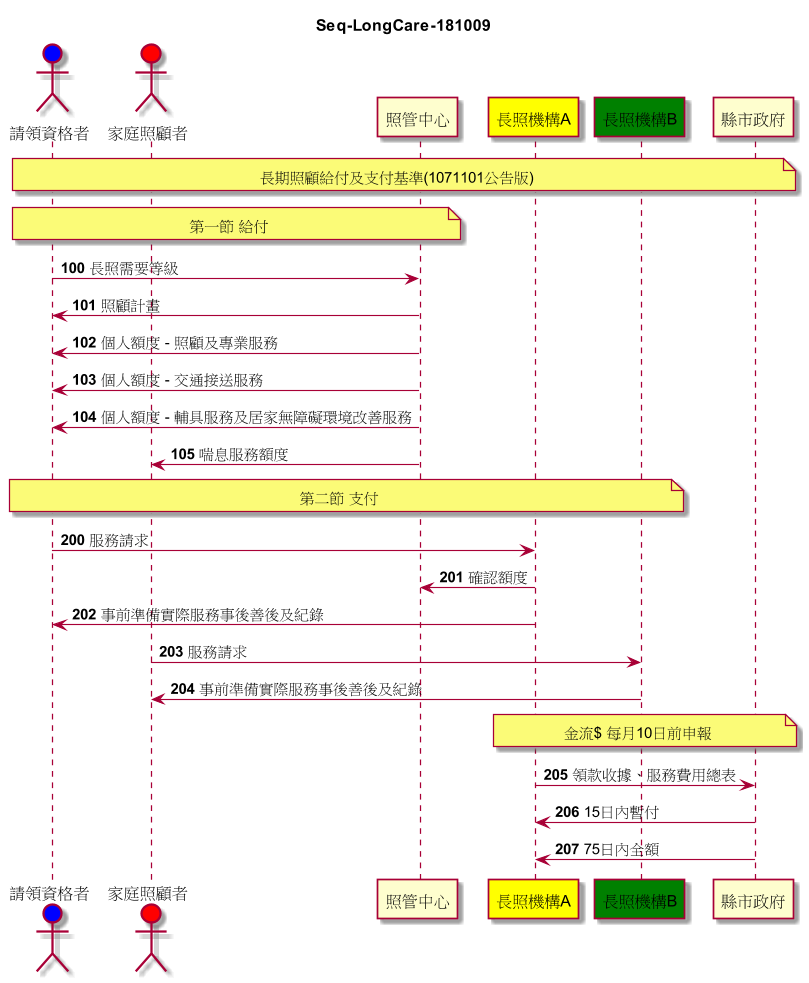 Seq-LongCare-181009
請領資格者 家庭照顧者 照管中心 長照機構A 長照機構B 縣市政府
長期照顧給付及支付基準(1071101公告版)
第一節 給付
100 長照需要等級
101 照顧計畫
102 個人額度 - 照顧及專業服務
103 個人額度 - 交通接送服務
104 個人額度 - 輔具服務及居家無障礙環境改善服務
105 喘息服務額度
第二節 支付
200 服務請求
201 確認額度
202 事前準備實際服務事後善後及紀錄
203 服務請求
204 事前準備實際服務事後善後及紀錄
金流$ 每月10日前申報
205 領款收據、服務費用總表
206 15日內暫付
207 75日內全額
請領資格者 家庭照顧者 照管中心 長照機構A 長照機構B 縣市政府